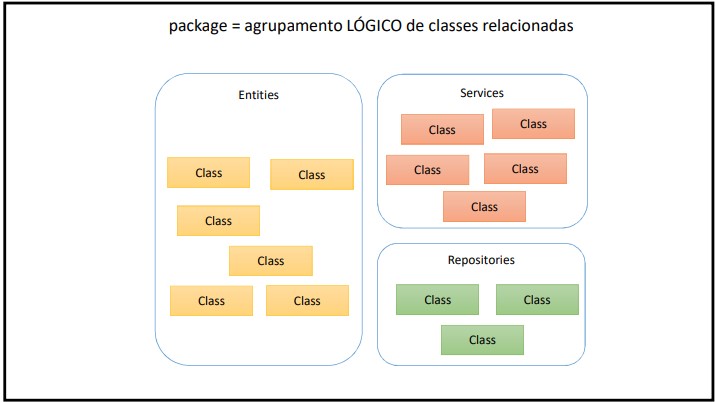 package = agrupamento LÓGICO de classes relacionadas
Entities
Class
Class
Class
Class
Class
Class
Services
Class
Class
Class
Class
Class
Repositories
Class
Class
Class